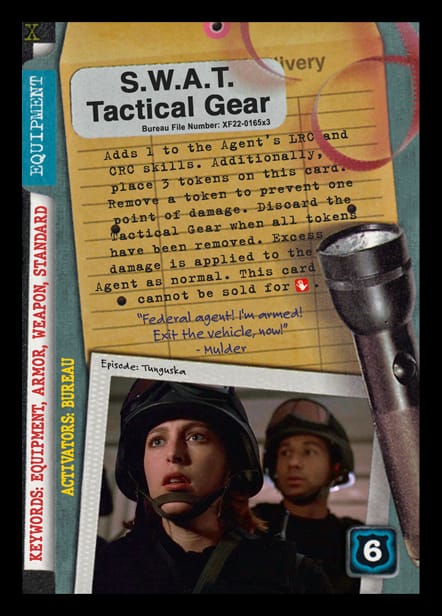 X
EQUIPMENT
KEYWORDS: EQUIPMENT, ARMOR, WEAPON, STANDARD
ACTIVATORS: BUREAU
livery
S.W.A.T.
Tactical Gear
Bureau File Number: XF22-0165x3
Adds 1 to the Agent's LRC and
CRC skills. Additionally,
place 3 tokens on this card.
Remove a token to prevent one
point of damage. Discard the
Tactical Gear when all tokens
have been removed. Excess
damage is applied to the
Agent as normal. This card
cannot be sold for .
"Federal agent! I'm armed!
Exit the vehicle, now!"
- Mulder
Episode: Tunguska
6